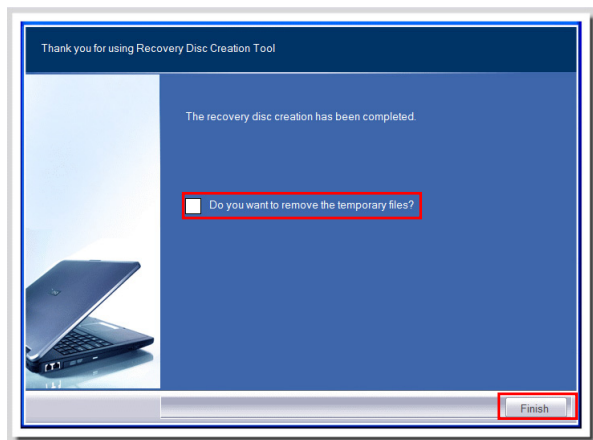 Thank you for using Recovery Disc Creation Tool
The recovery disc creation has been completed.
Do you want to remove the temporary files?
Finish